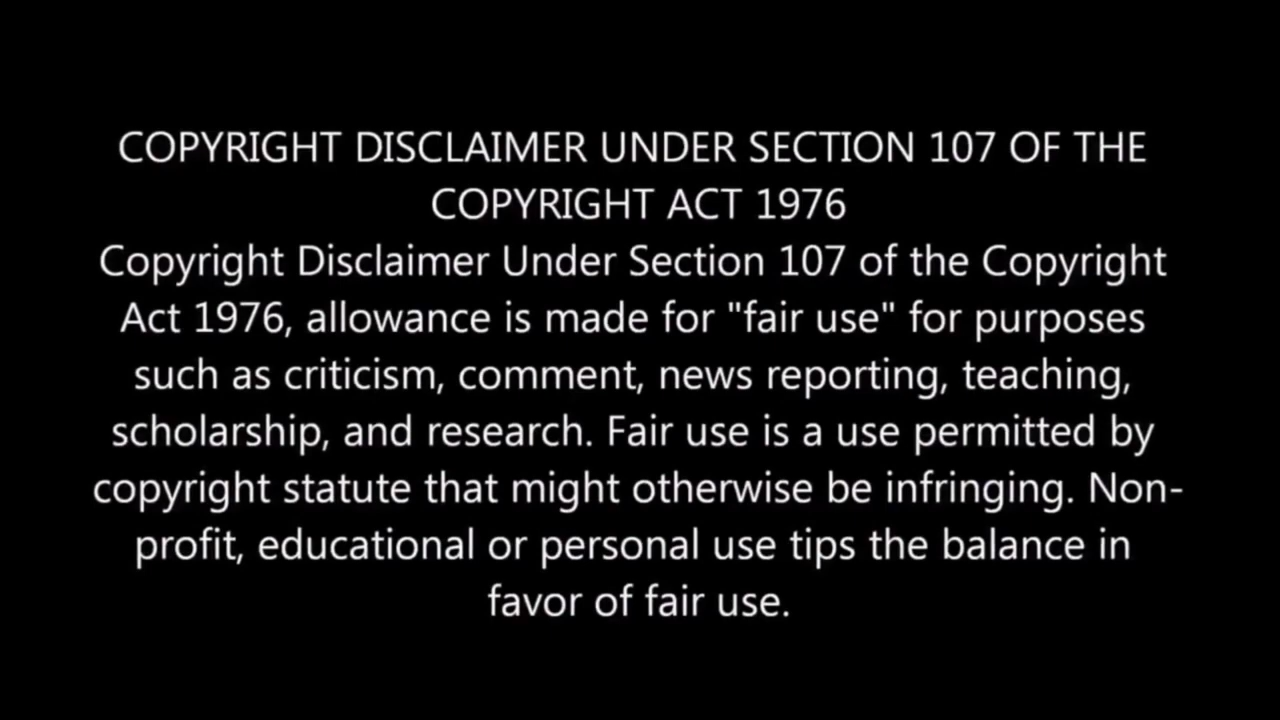 COPYRIGHT DISCLAIMER UNDER SECTION 107 OF THE
COPYRIGHT ACT 1976
Copyright Disclaimer Under Section 107 of the Copyright
Act 1976, allowance is made for "fair use" for purposes
such as criticism, comment, news reporting, teaching,
scholarship, and research. Fair use is a use permitted by
copyright statute that might otherwise be infringing. Non-
profit, educational or personal use tips the balance in
favor of fair use.